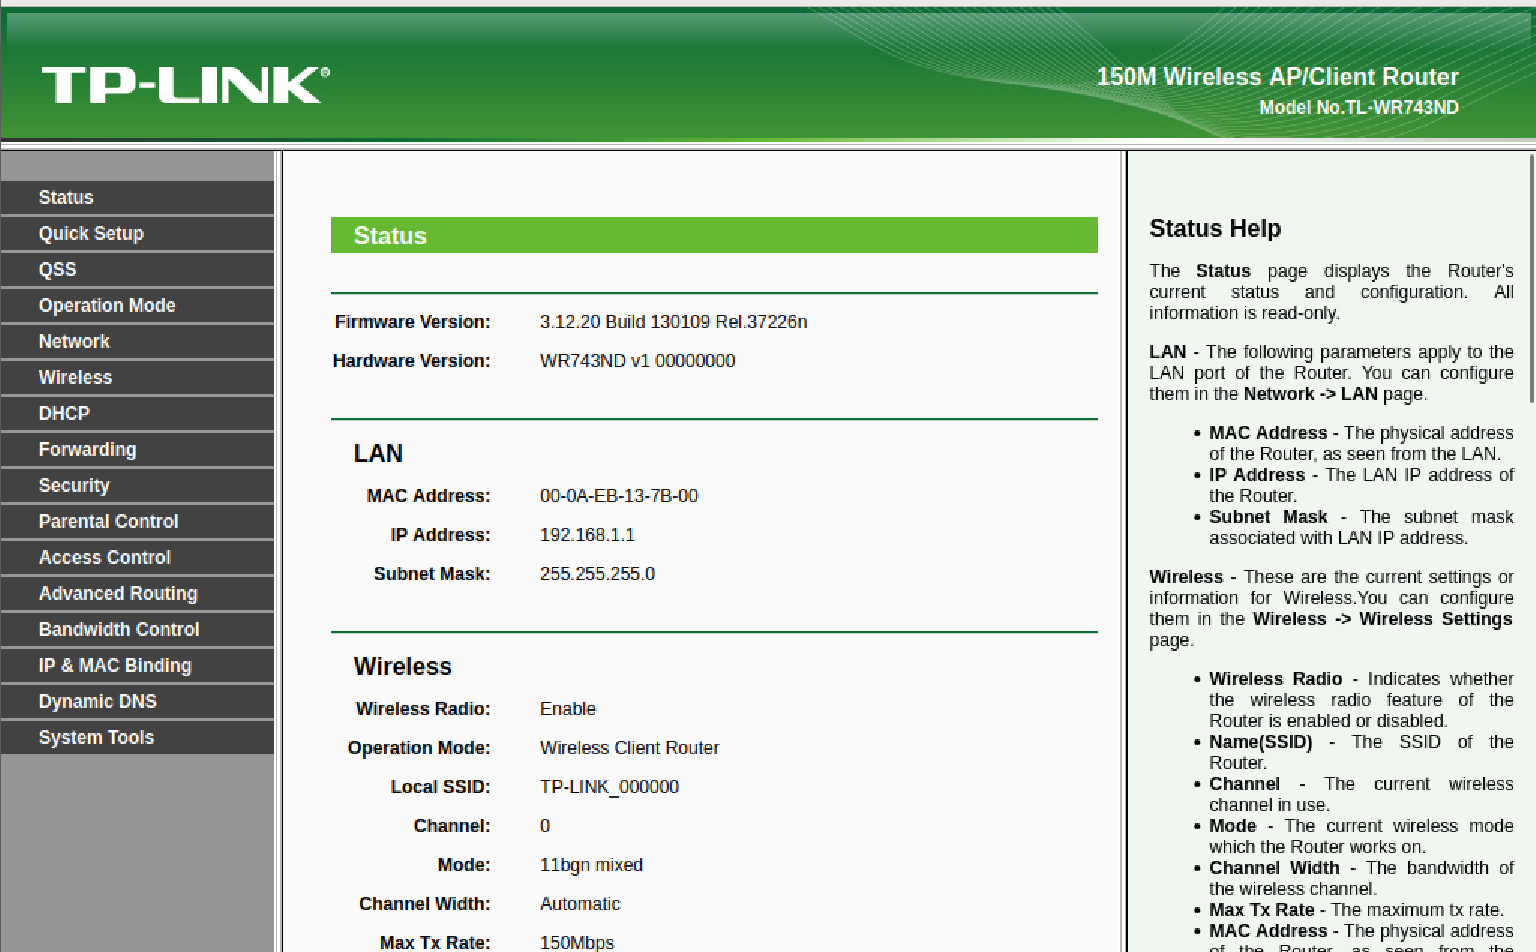 TP-LINK®
150M Wireless AP/Client Router
Model No.TL-WR743ND
Status
Quick Setup
QSS
Operation Mode
Network
Wireless
DHCP
Forwarding
Security
Parental Control
Access Control
Advanced Routing
Bandwidth Control
IP & MAC Binding
Dynamic DNS
System Tools
Status
Firmware Version: 3.12.20 Build 130109 Rel.37226n
Hardware Version: WR743ND v1 00000000
LAN
MAC Address: 00-0A-EB-13-7B-00
IP Address: 192.168.1.1
Subnet Mask: 255.255.255.0
Wireless
Wireless Radio: Enable
Operation Mode: Wireless Client Router
Local SSID: TP-LINK_000000
Channel: 0
Mode: 11bgn mixed
Channel Width: Automatic
Max Tx Rate: 150Mbps
Status Help
The Status page displays the Router's
current status and configuration. All
information is read-only.
LAN - The following parameters apply to the
LAN port of the Router. You can configure
them in the Network -> LAN page.
• MAC Address - The physical address
of the Router, as seen from the LAN.
• IP Address - The LAN IP address of
the Router.
• Subnet Mask - The subnet mask
associated with LAN IP address.
Wireless - These are the current settings or
information for Wireless.You can configure
them in the Wireless -> Wireless Settings
page.
• Wireless Radio - Indicates whether
the wireless radio feature of the
Router is enabled or disabled.
• Name(SSID) - The SSID of the
Router.
• Channel - The current wireless
channel in use.
• Mode - The current wireless mode
which the Router works on.
• Channel Width - The bandwidth of
the wireless channel.
• Max Tx Rate - The maximum tx rate.
• MAC Address - The physical address
of the Router, as seen from the